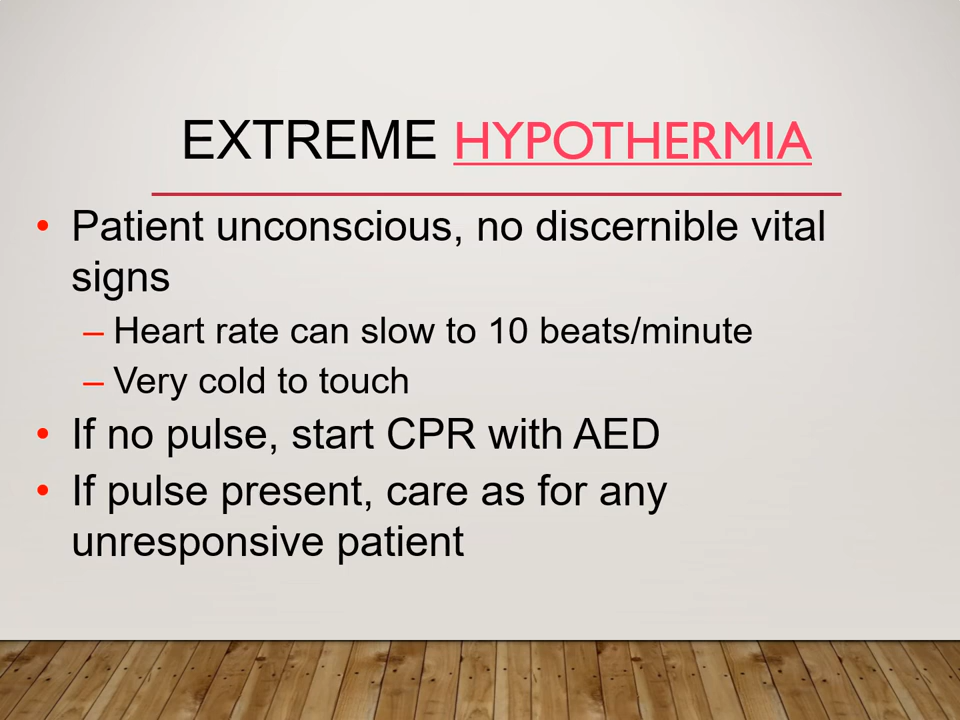 EXTREME HYPOTHERMIA
• Patient unconscious, no discernible vital
signs
– Heart rate can slow to 10 beats/minute
– Very cold to touch
• If no pulse, start CPR with AED
• If pulse present, care as for any
unresponsive patient